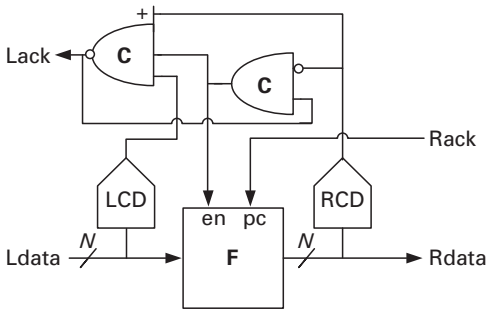 +
Lack
C
C
Rack
LCD
RCD
en pc
N
N
Ldata
F
Rdata